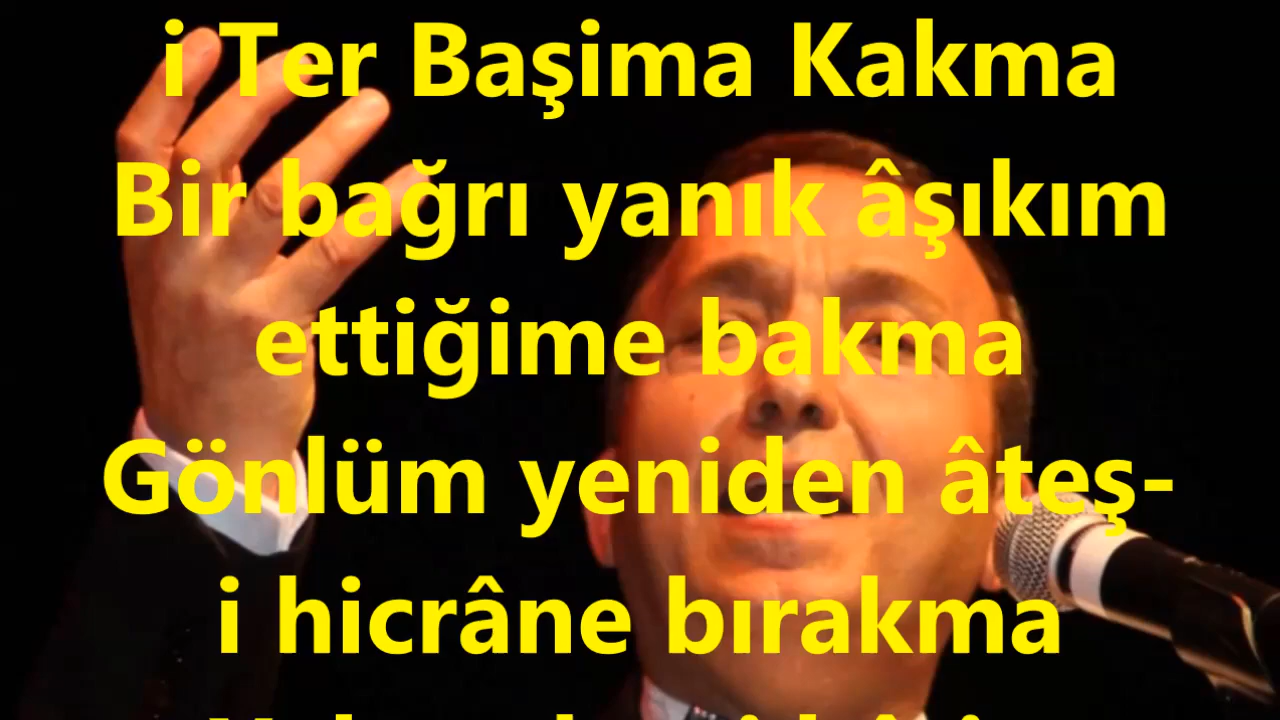 i Ter Başima Kakma
Bir bağrı yanık âşıkım
ettiğime bakma
Gönlüm yeniden âteş-
i hicrâne bırakma